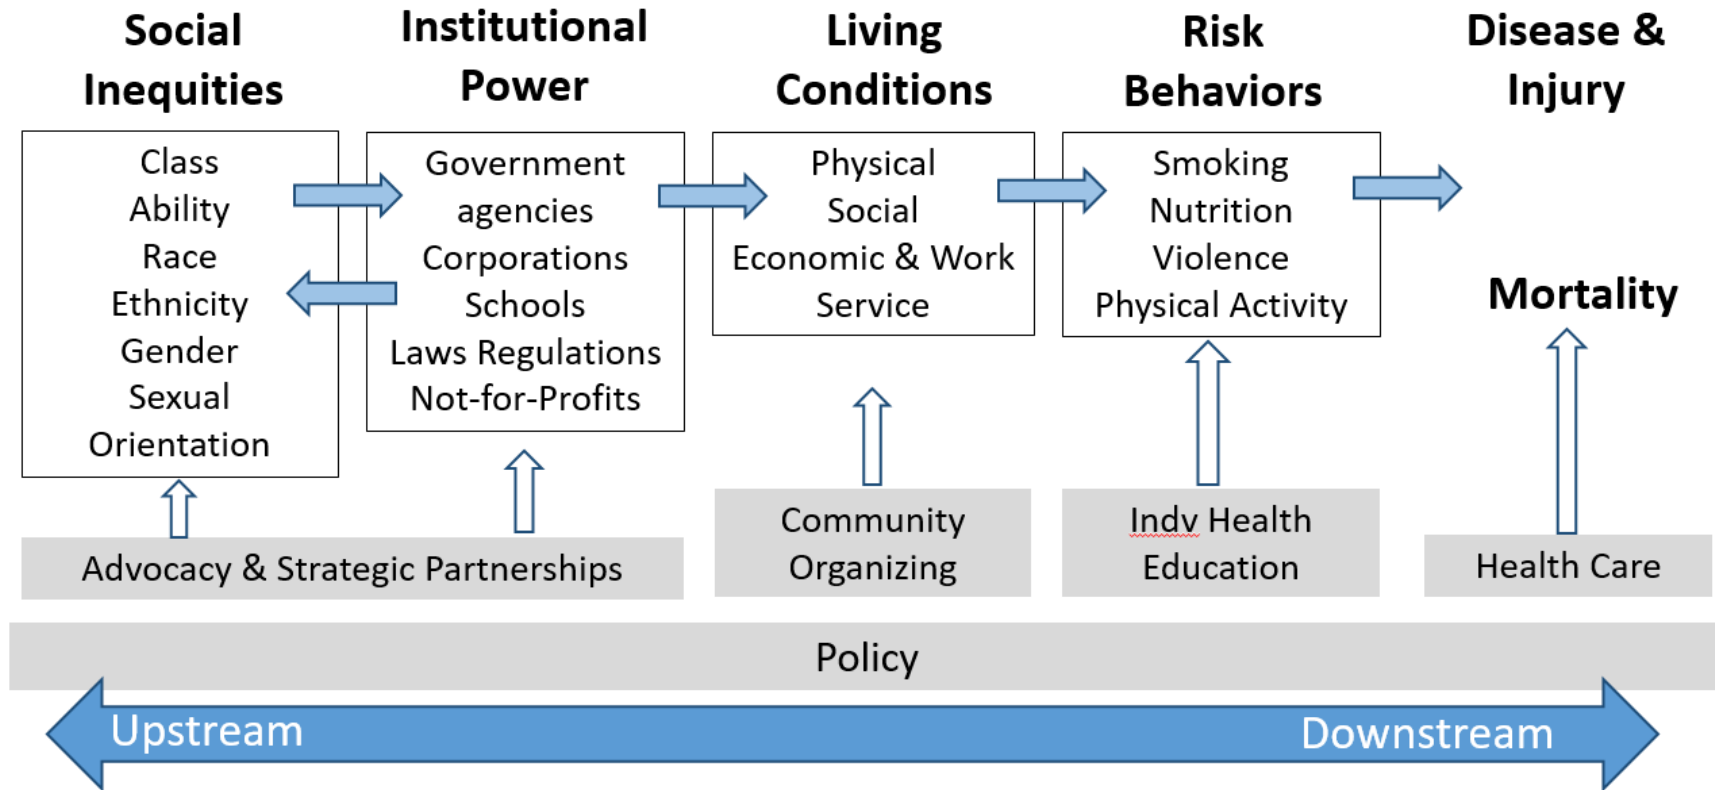 Social
Inequities
Class
Ability
Race
Ethnicity
Gender
Sexual
Orientation
Institutional
Power
Government
agencies
Corporations
Schools
Laws Regulations
Not-for-Profits
Living
Conditions
Physical
Social
Economic & Work
Service
Risk
Behaviors
Smoking
Nutrition
Violence
Physical Activity
Disease &
Injury
Mortality
Advocacy & Strategic Partnerships
Community
Organizing
Indv Health
Education
Health Care
Policy
Upstream
Downstream